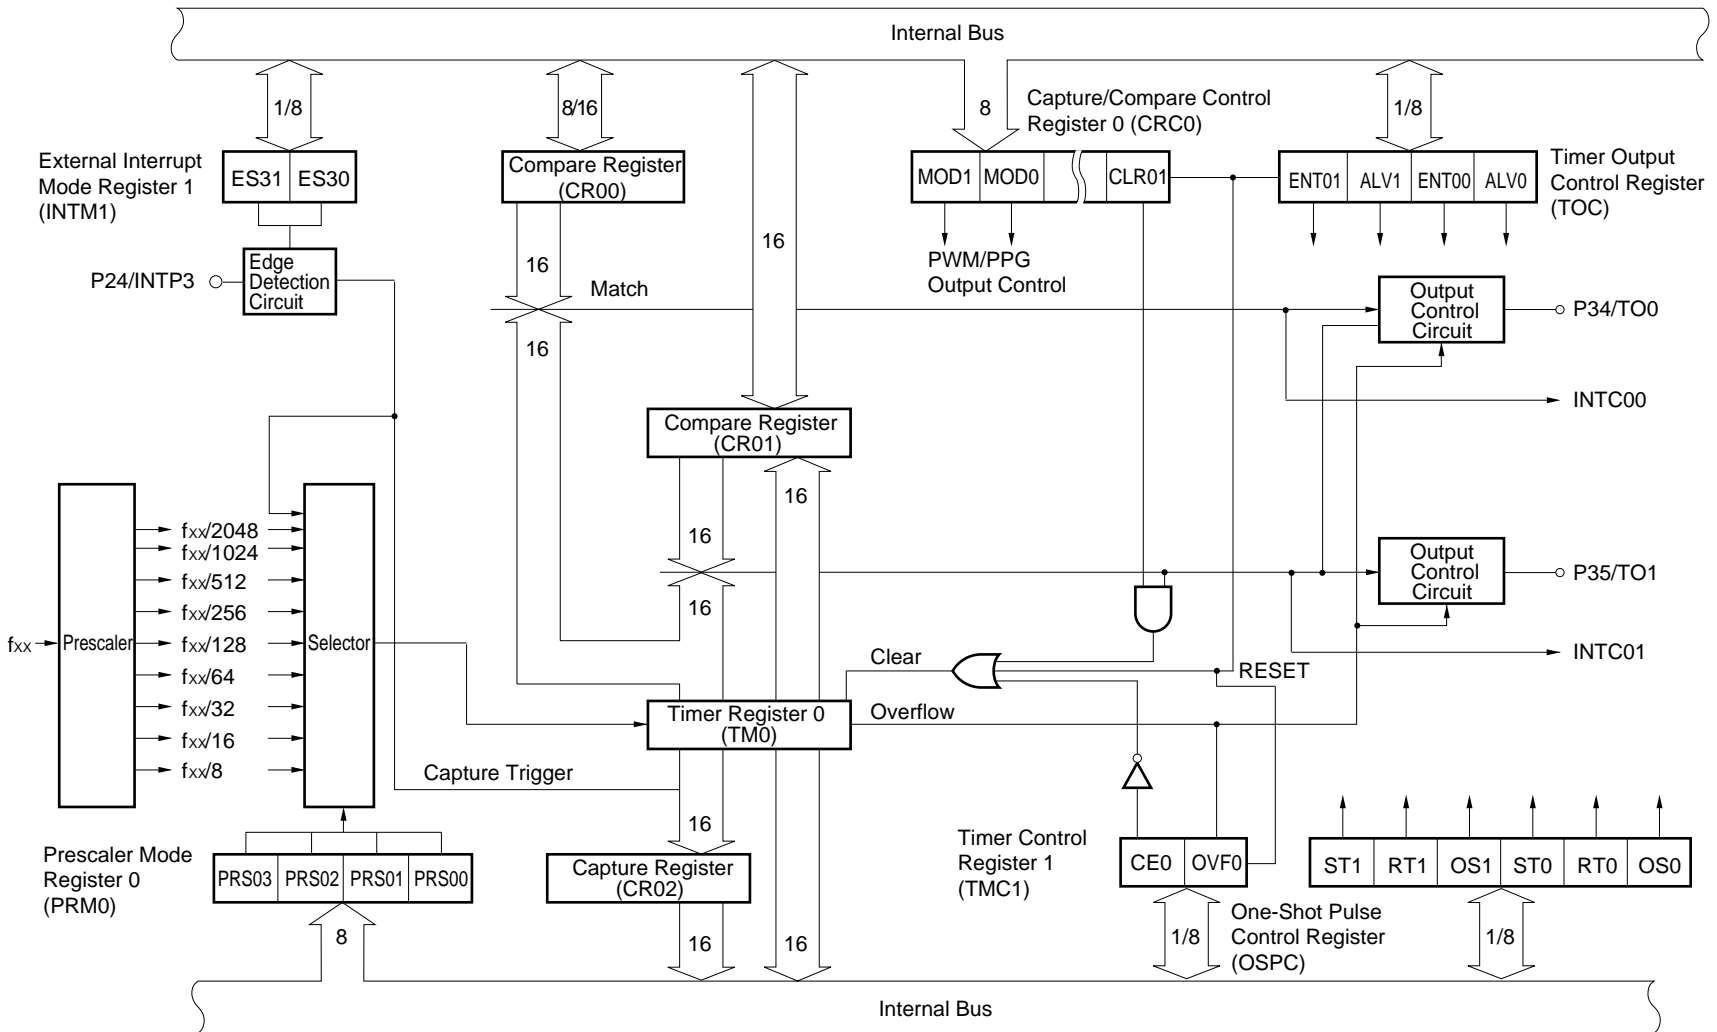 Internal Bus
1/8
8/16
16
8
Capture/Compare Control
Register 0 (CRC0)
1/8
External Interrupt
Mode Register 1
(INTM1)
ES31 ES30
Compare Register
(CR00)
MOD1 MOD0 CLR01
ENT01 ALV1 ENT00 ALV0
Timer Output
Control Register
(TOC)
P24/INTP3
Edge
Detection
Circuit
16
Match
16
PWM/PPG
Output Control
Output
Control
Circuit
P34/TO0
INTC00
Compare Register
(CR01)
16
16
16
Output
Control
Circuit
P35/TO1
INTC01
fXX
Prescaler
fXX/2048
fXX/1024
fXX/512
fXX/256
fXX/128
fXX/64
fXX/32
fXX/16
fXX/8
Selector
Clear
RESET
Timer Register 0
(TM0)
Overflow
Capture Trigger
16
Prescaler Mode
Register 0
(PRM0)
PRS03 PRS02 PRS01 PRS00
8
Capture Register
(CR02)
16
16
Timer Control
Register 1
(TMC1)
CE0 OVF0
1/8
One-Shot Pulse
Control Register
(OSPC)
ST1 RT1 OS1 ST0 RT0 OS0
1/8
Internal Bus